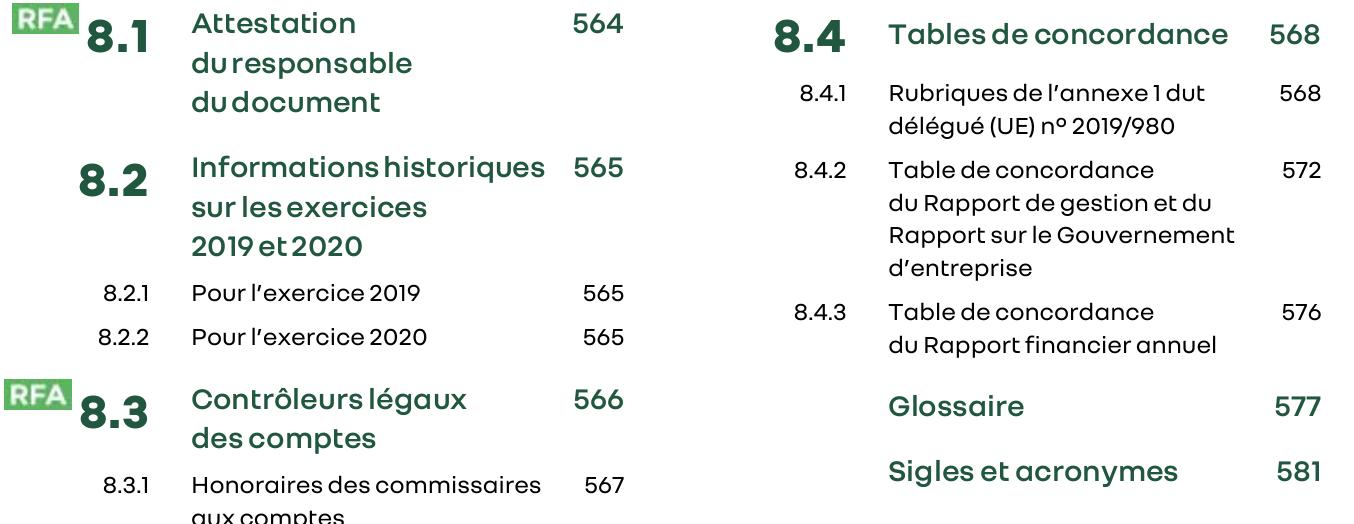 RFA
8.1 Attestation 564
du responsable
du document
8.2 Informations historiques 565
sur les exercices
2019 et 2020
8.2.1 Pour l’exercice 2019 565
8.2.2 Pour l’exercice 2020 565
RFA
8.3 Contrôleurs légaux 566
des comptes
8.3.1 Honoraires des commissaires 567
aux comptes
8.4 Tables de concordance 568
8.4.1 Rubriques de l’annexe 1 dut 568
délégué (UE) nº 2019/980
8.4.2 Table de concordance 572
du Rapport de gestion et du
Rapport sur le Gouvernement
d’entreprise
8.4.3 Table de concordance 576
du Rapport financier annuel
Glossaire 577
Sigles et acronymes 581